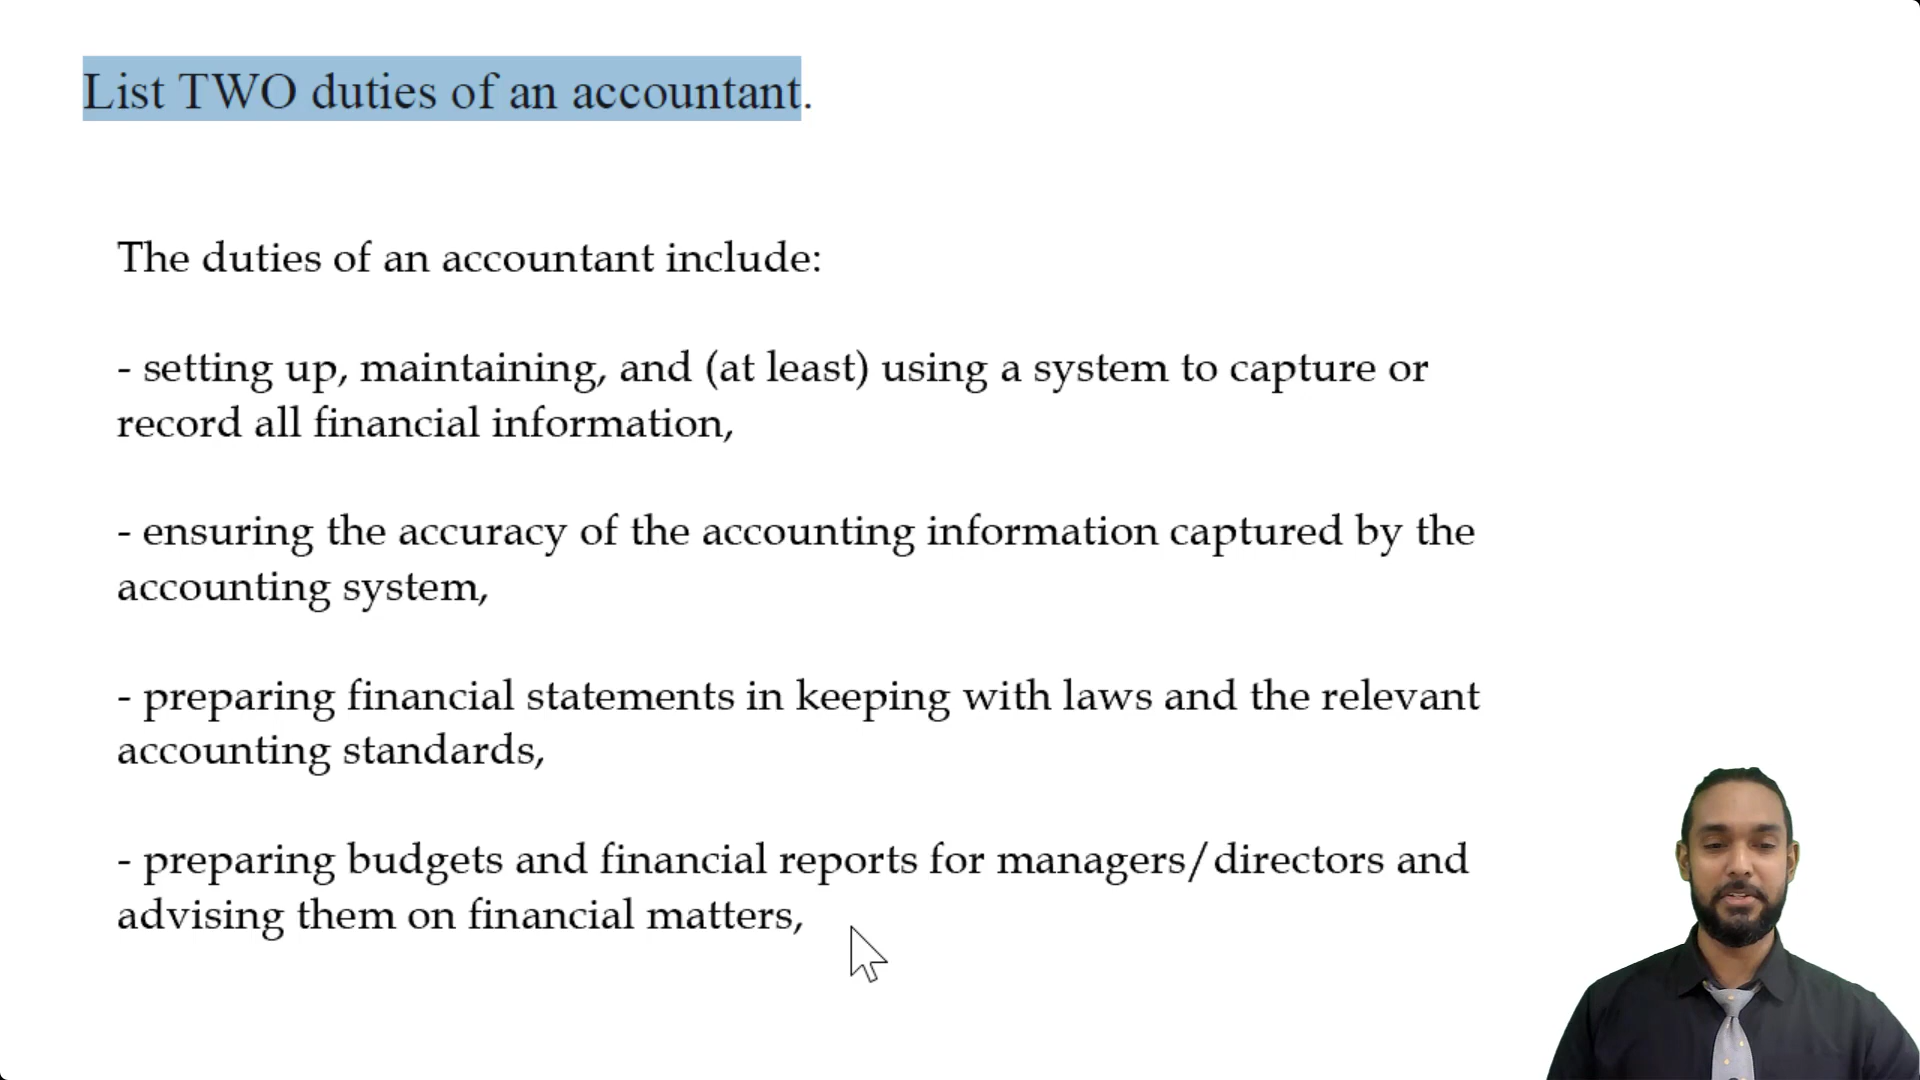 List TWO duties of an accountant.
The duties of an accountant include:
- setting up, maintaining, and (at least) using a system to capture or
record all financial information,
- ensuring the accuracy of the accounting information captured by the
accounting system,
- preparing financial statements in keeping with laws and the relevant
accounting standards,
- preparing budgets and financial reports for managers/directors and
advising them on financial matters,